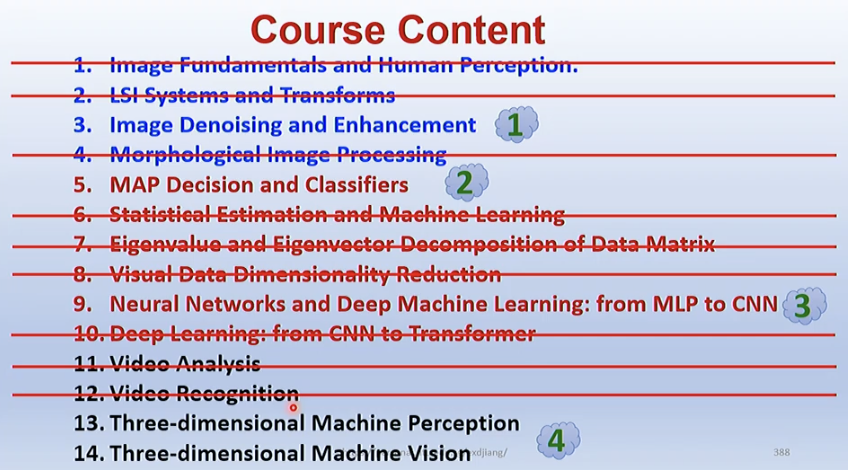 Course Content
1. Image Fundamentals and Human Perception.
2. LSI Systems and Transforms
3. Image Denoising and Enhancement 1
4. Morphological Image Processing
5. MAP Decision and Classifiers 2
6. Statistical Estimation and Machine Learning
7. Eigenvalue and Eigenvector Decomposition of Data Matrix
8. Visual Data Dimensionality Reduction
9. Neural Networks and Deep Machine Learning: from MLP to CNN 3
10. Deep Learning: from CNN to Transformer
11. Video Analysis
12. Video Recognition
13. Three-dimensional Machine Perception
14. Three-dimensional Machine Vision 4
xdjiang/ 388